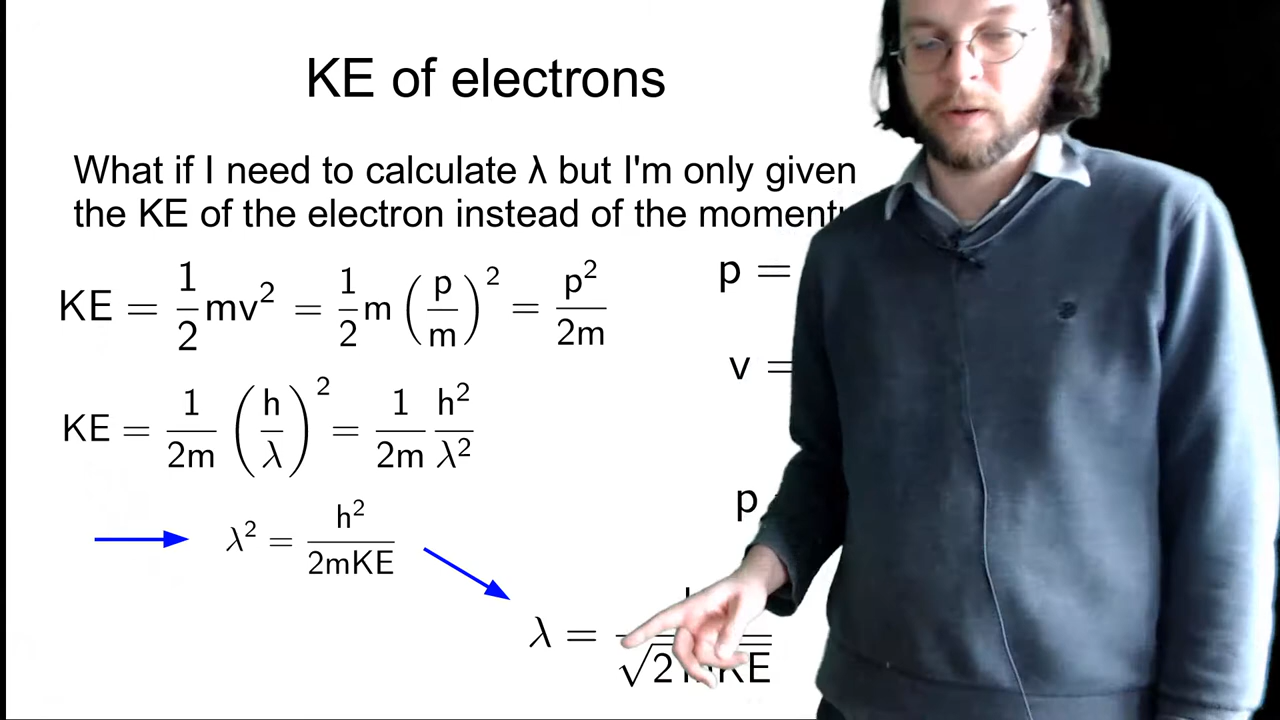 KE of electrons
What if I need to calculate λ but I'm only given
the KE of the electron instead of the
KE = 1/2 mv² = 1/2 m (p/m)² = p²/2m
p =
KE = 1/2m (h/λ)² = 1/2m h²/λ²
v =
p
λ² = h²/2mKE
λ = √2 KE